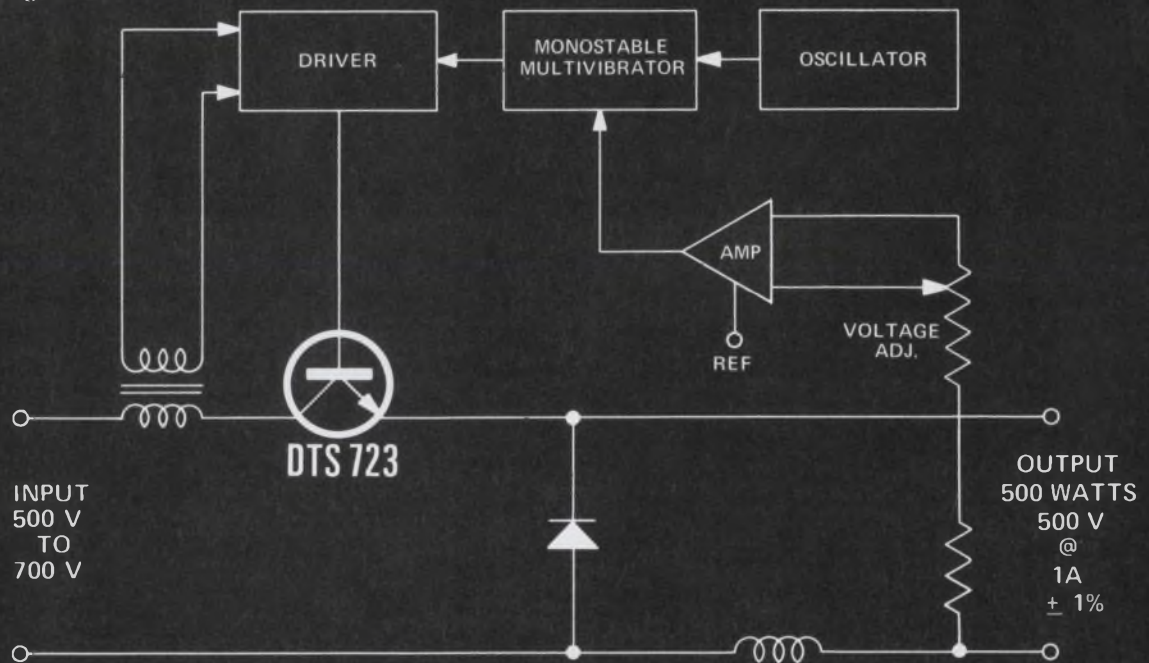 DRIVER
MONOSTABLE
MULTIVIBRATOR
OSCILLATOR
AMP
REF
VOLTAGE
ADJ.
DTS 723
INPUT
500 V
TO
700 V
OUTPUT
500 WATTS
500 V
@
1A
± 1%